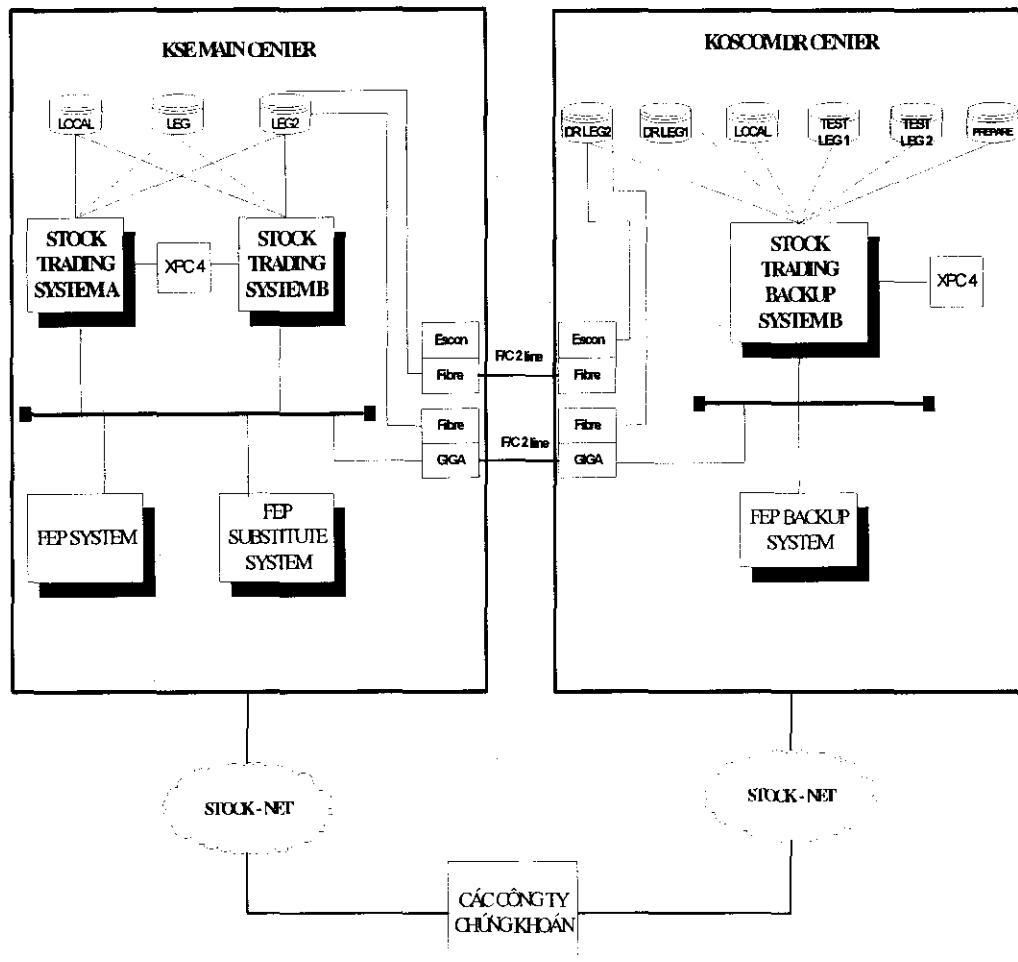 KSE MAIN CENTER
LOCAL
LEG
LEG2
STOCK
TRADING
SYSTEM A
XPC 4
STOCK
TRADING
SYSTEM B
Escon
Fibre
Fibre
GIGA
FEP SYSTEM
FEP
SUBSTITUTE
SYSTEM
F/C 2 line
F/C 2 line
KOSCOM DR CENTER
DR LEG2
DR LEG1
LOCAL
TEST
LEG 1
TEST
LEG 2
PREPARE
STOCK
TRADING
BACKUP
SYSTEM B
XPC 4
Escon
Fibre
Fibre
GIGA
FEP BACKUP
SYSTEM
STOCK - NET
STOCK - NET
CÁC CÔNG TY
CHỨNG KHOÁN